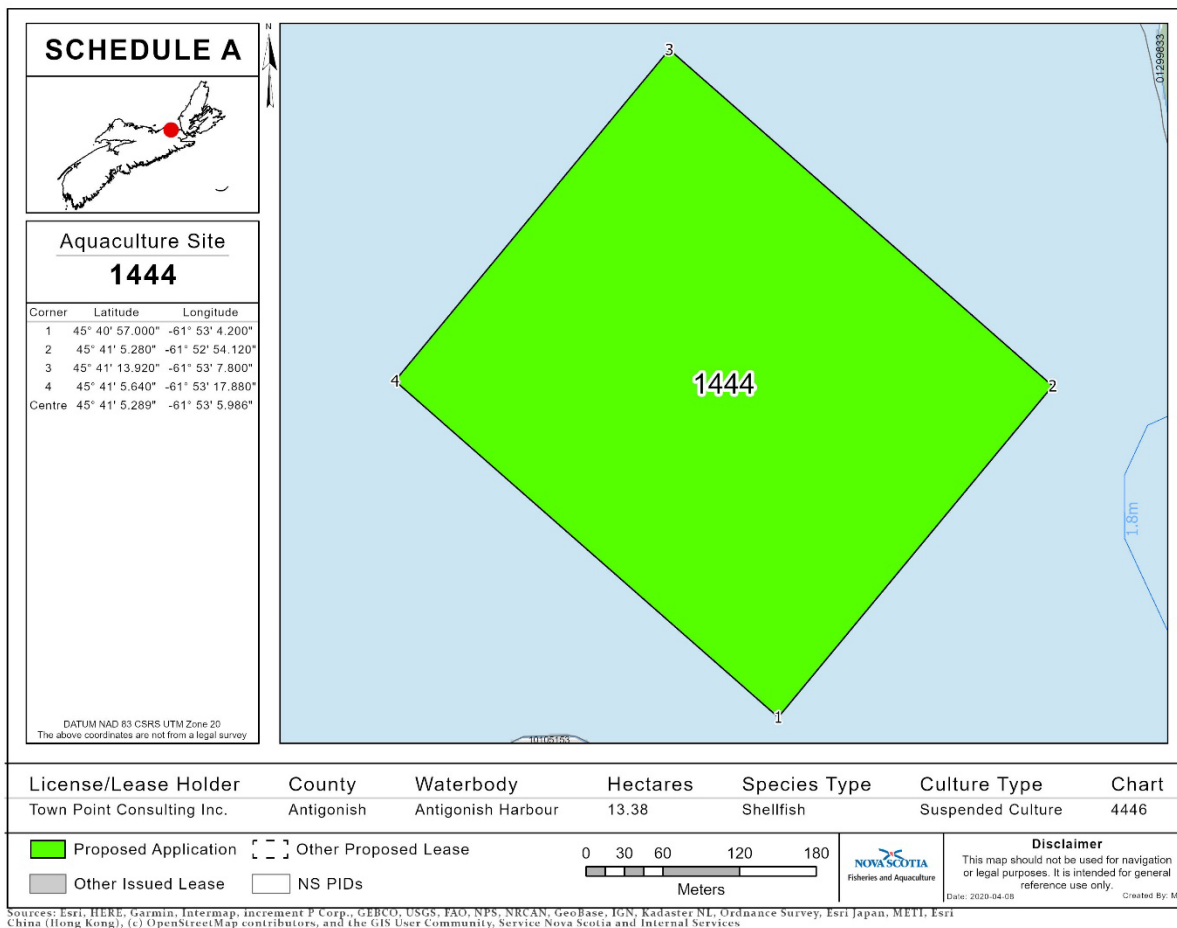 SCHEDULE A
N
Aquaculture Site
1444
Corner Latitude Longitude
1 45° 40' 57.000" -61° 53' 4.200"
2 45° 41' 5.280" -61° 52' 54.120"
3 45° 41' 13.920" -61° 53' 7.800"
4 45° 41' 5.640" -61° 53' 17.880"
Centre 45° 41' 5.289" -61° 53' 5.986"
DATUM NAD 83 CSRS UTM Zone 20
The above coordinates are not from a legal survey
3
01299833
4
1444
2
1.8m
1
License/Lease Holder County Waterbody Hectares Species Type Culture Type Chart
Town Point Consulting Inc. Antigonish Antigonish Harbour 13.38 Shellfish Suspended Culture 4446
Proposed Application Other Proposed Lease
Other Issued Lease NS PIDs
0 30 60 120 180
Meters
NOVA SCOTIA
Fisheries and Aquaculture
Disclaimer
This map should not be used for navigation
or legal purposes. It is intended for general
reference use only.
Date: 2020-04-08 Created By: M
Sources: Esri, HERE, Garmin, Intermap, increment P Corp., GEBCO, USGS, FAO, NPS, NRCAN, GeoBase, IGN, Kadaster NL, Ordnance Survey, Esri Japan, METI, Esri
China (Hong Kong), (c) OpenStreetMap contributors, and the GIS User Community, Service Nova Scotia and Internal Services